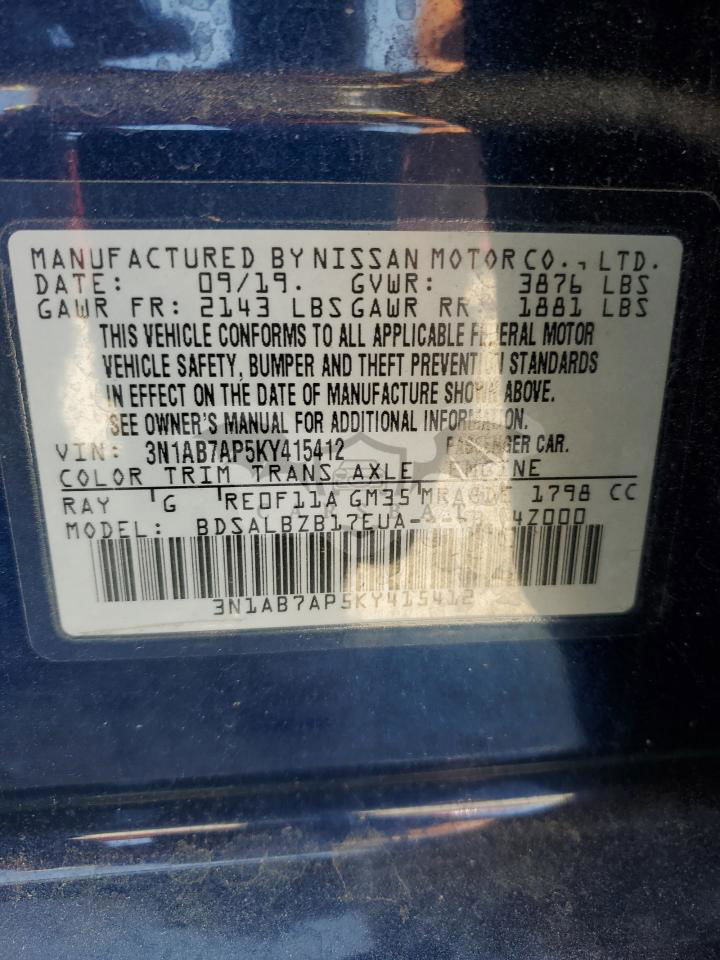 MANUFACTURED BY NISSAN MOTOR CO., LTD.
DATE: 09/19. GVWR: 3876 LBS
GAWR FR: 2143 LBS GAWR RR: 1881 LBS
THIS VEHICLE CONFORMS TO ALL APPLICABLE FEDERAL MOTOR
VEHICLE SAFETY, BUMPER AND THEFT PREVENTION STANDARDS
IN EFFECT ON THE DATE OF MANUFACTURE SHOWN ABOVE.
SEE OWNER'S MANUAL FOR ADDITIONAL INFORMATION.
VIN: 3N1AB7AP5KY415412 PASSENGER CAR.
COLOR TRIM TRANS AXLE ENGINE
RAY G RE0F11A GM35 MRA8DE 1798 CC
MODEL: BDSALBZB17EUA-
3N1AB7AP5KY415412